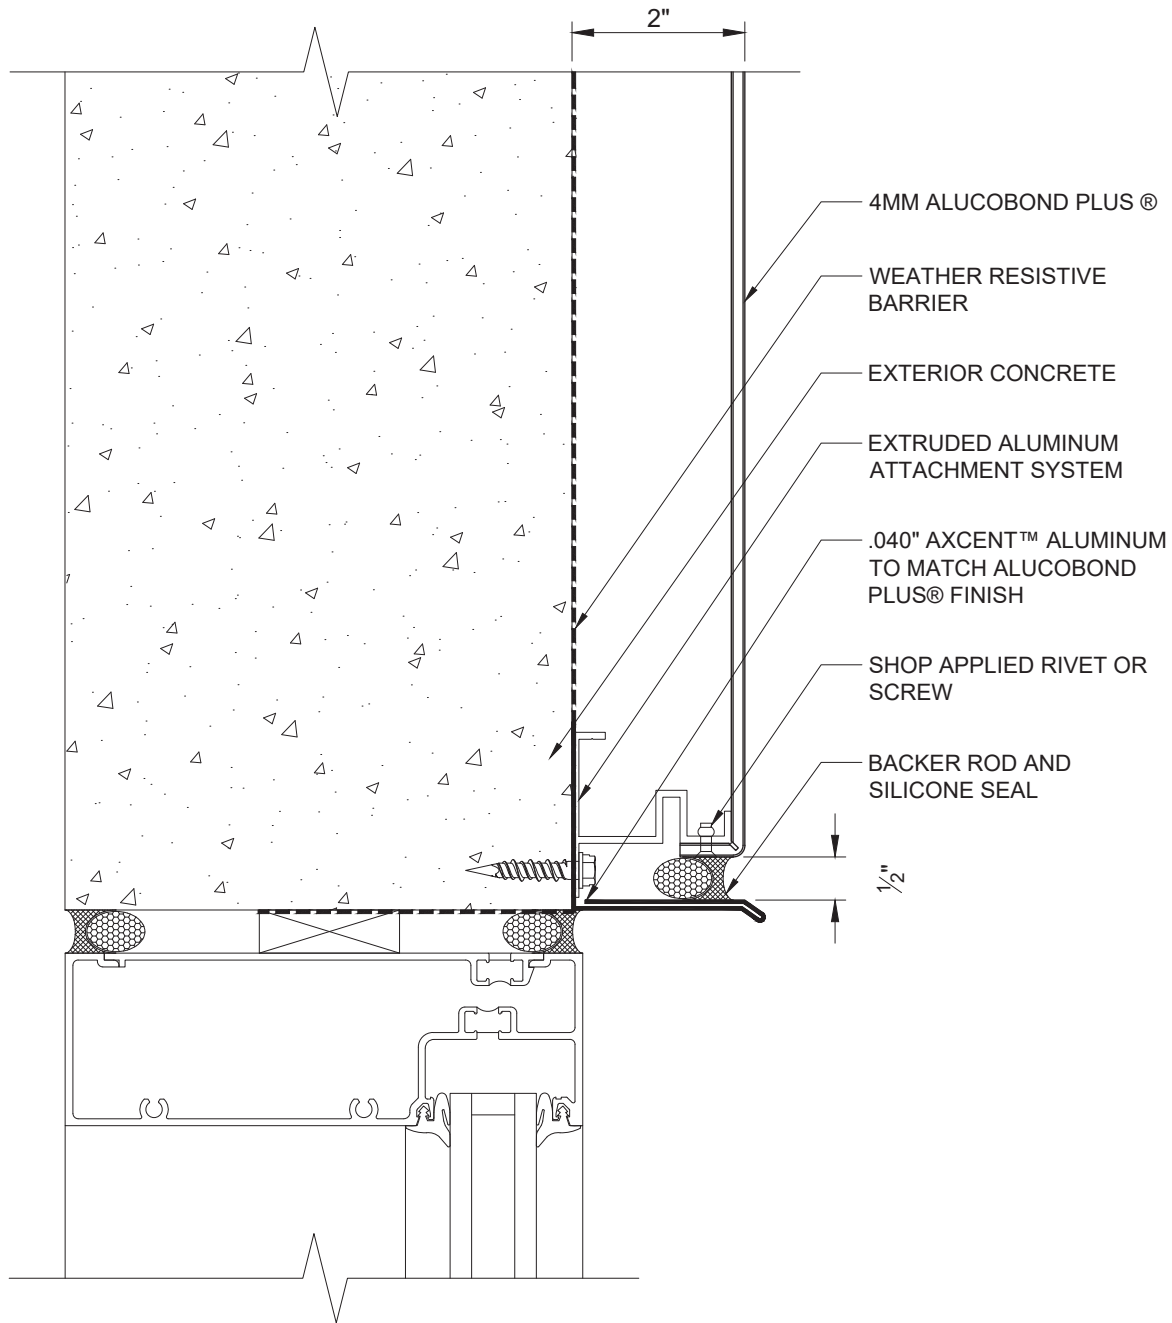 2"
4MM ALUCOBOND PLUS ®
WEATHER RESISTIVE
BARRIER
EXTERIOR CONCRETE
EXTRUDED ALUMINUM
ATTACHMENT SYSTEM
.040" AXCENT™ ALUMINUM
TO MATCH ALUCOBOND
PLUS® FINISH
SHOP APPLIED RIVET OR
SCREW
BACKER ROD AND
SILICONE SEAL
1/2"